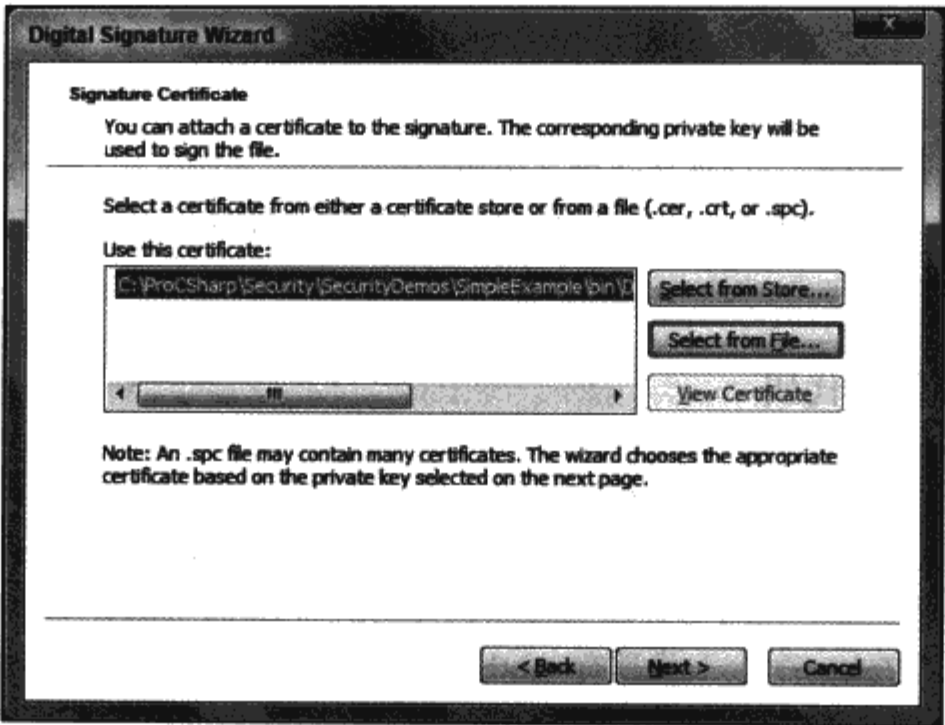 Digital Signature Wizard
Signature Certificate
You can attach a certificate to the signature. The corresponding private key will be
used to sign the file.
Select a certificate from either a certificate store or from a file (.cer, .crt, or .spc).
Use this certificate:
C:\ProCSharp\Security\SecurityDemos\SimpleExample\bin\D
Select from Store...
Select from File...
View Certificate
Note: An .spc file may contain many certificates. The wizard chooses the appropriate
certificate based on the private key selected on the next page.
< Back Next > Cancel